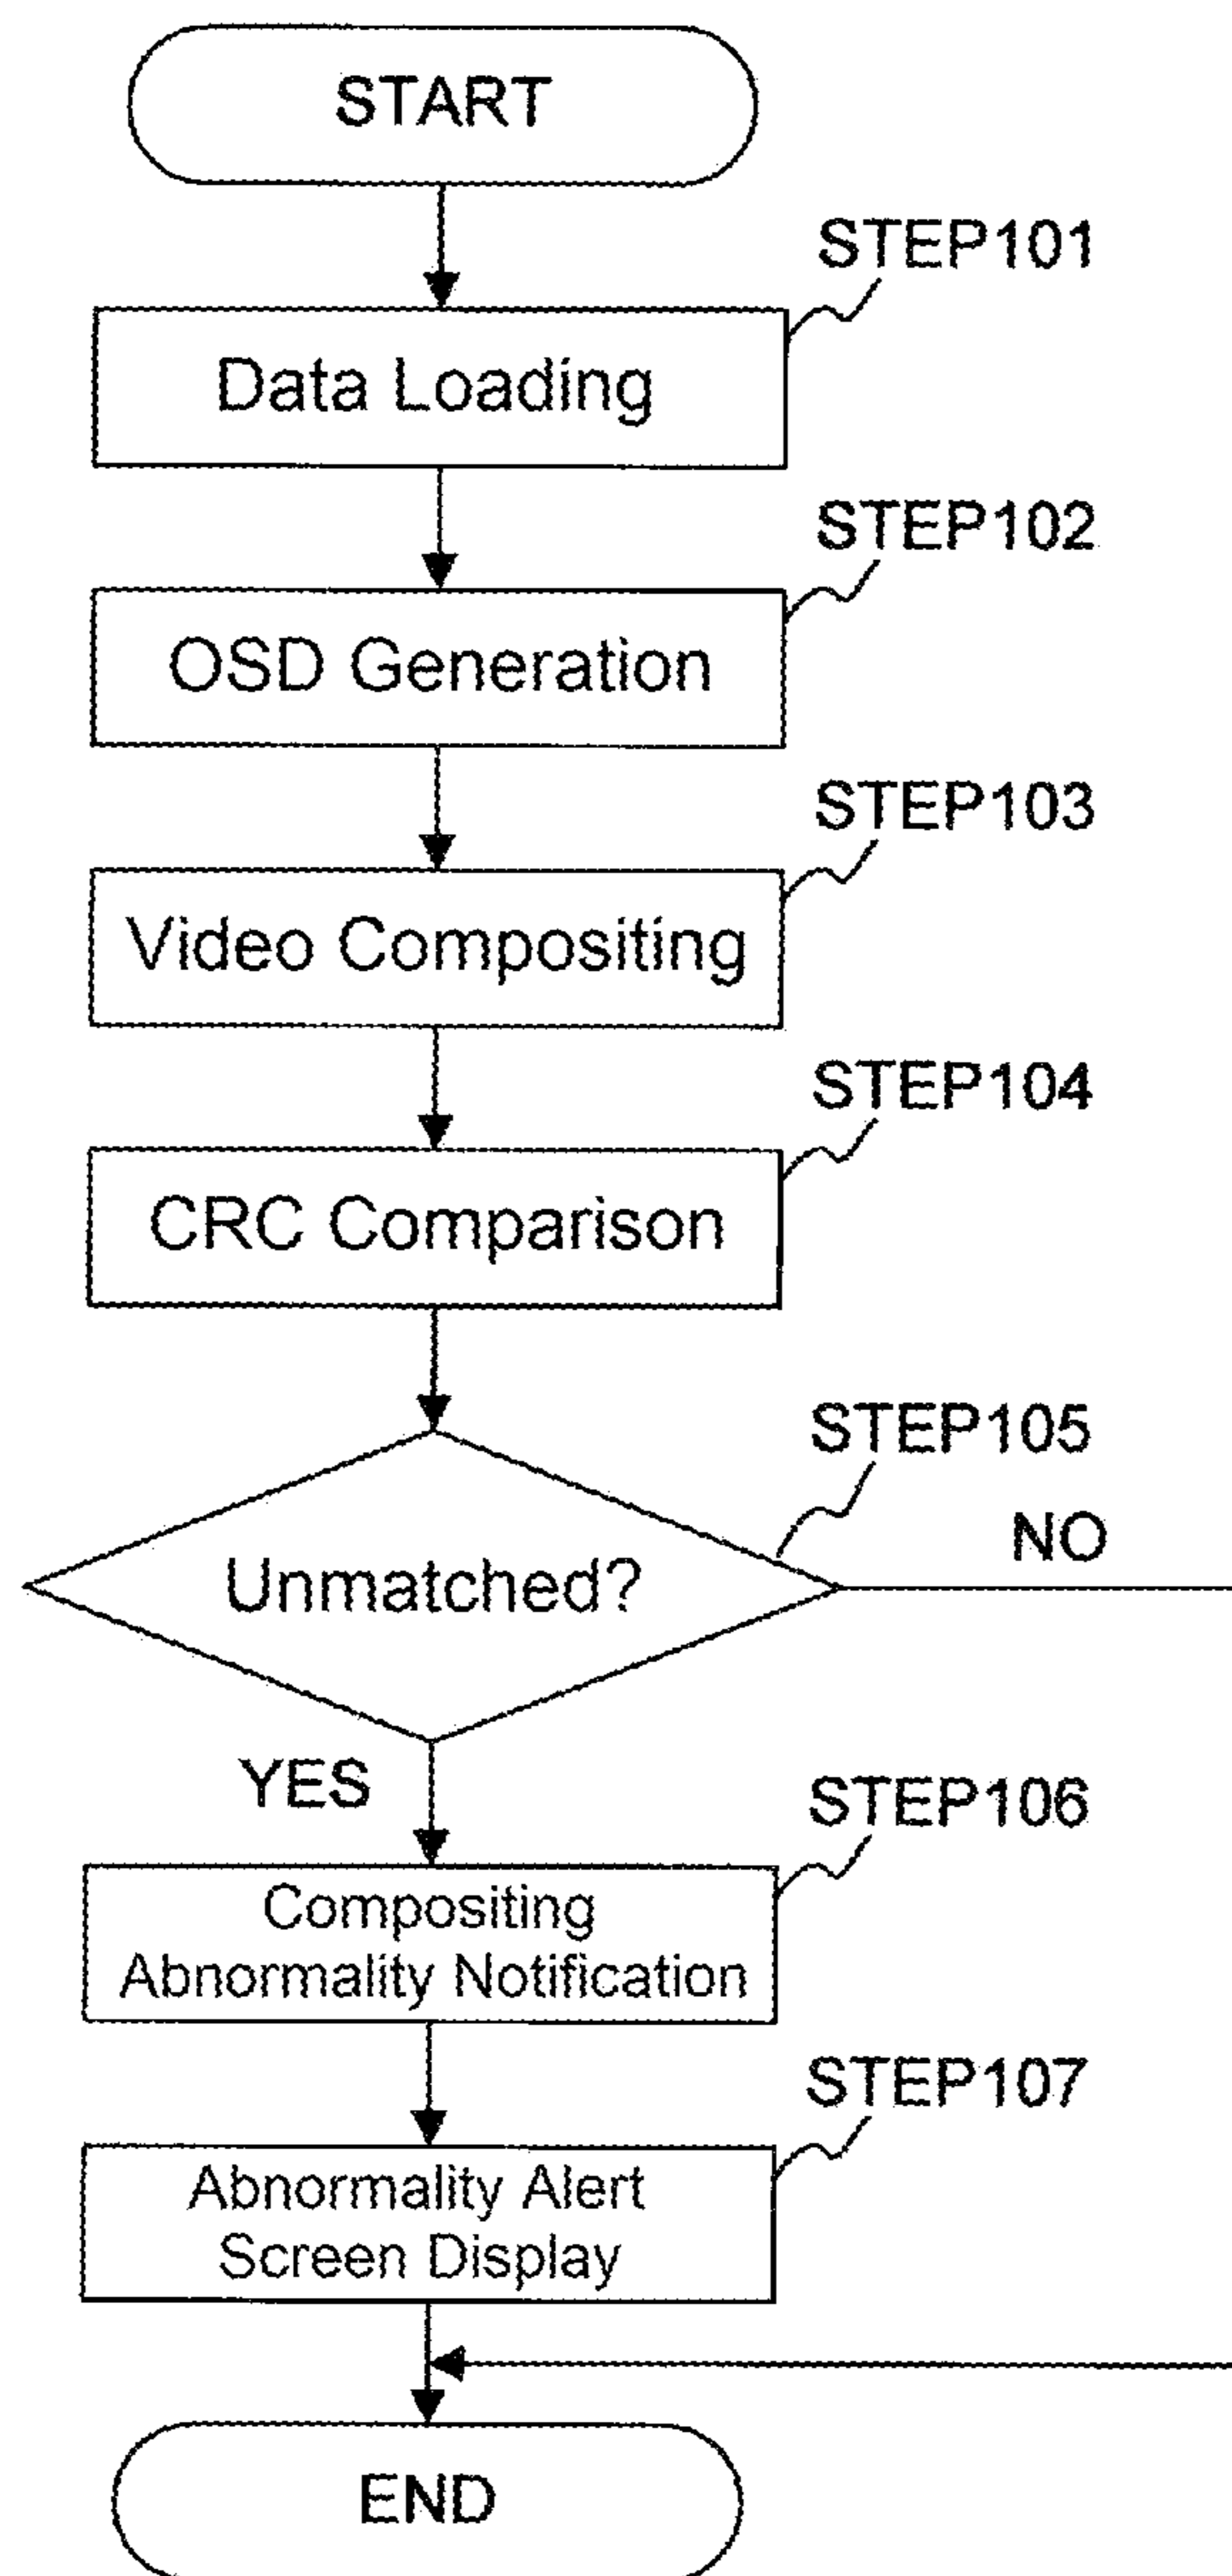 START
STEP101
Data Loading
STEP102
OSD Generation
STEP103
Video Compositing
STEP104
CRC Comparison
STEP105
NO
Unmatched?
YES
STEP106
Compositing
Abnormality Notification
STEP107
Abnormality Alert
Screen Display
END